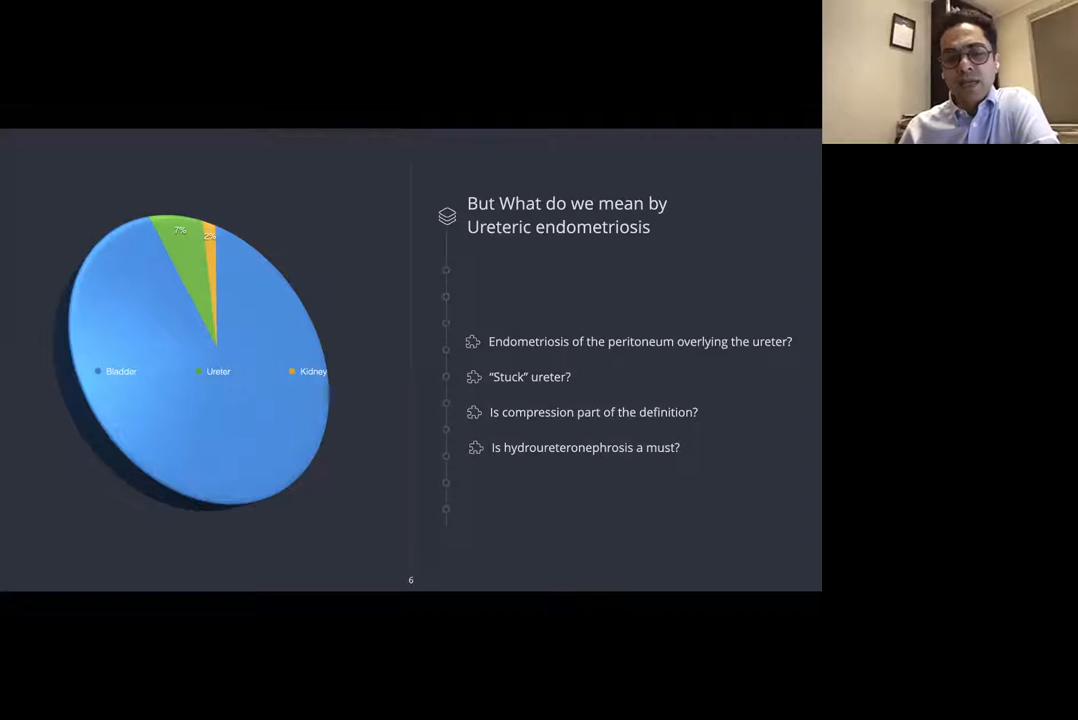 7%
2%
Bladder
Ureter
Kidney
But What do we mean by
Ureteric endometriosis
Endometriosis of the peritoneum overlying the ureter?
“Stuck” ureter?
Is compression part of the definition?
Is hydroureteronephrosis a must?
6